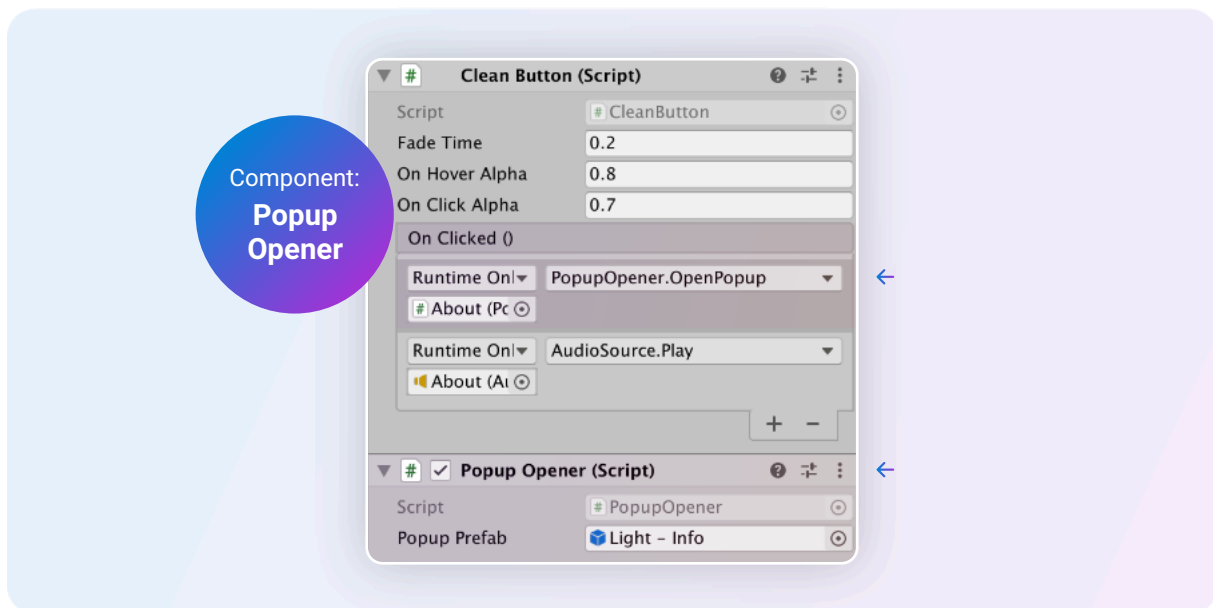 Clean Button (Script)
Script
# CleanButton
Fade Time
0.2
On Hover Alpha
0.8
On Click Alpha
0.7
Component:
Popup
Opener
On Clicked ()
Runtime Onl
PopupOpener.OpenPopup
# About (Pc
Runtime Onl
AudioSource.Play
About (Au
+ −
# Popup Opener (Script)
Script
# PopupOpener
Popup Prefab
Light – Info